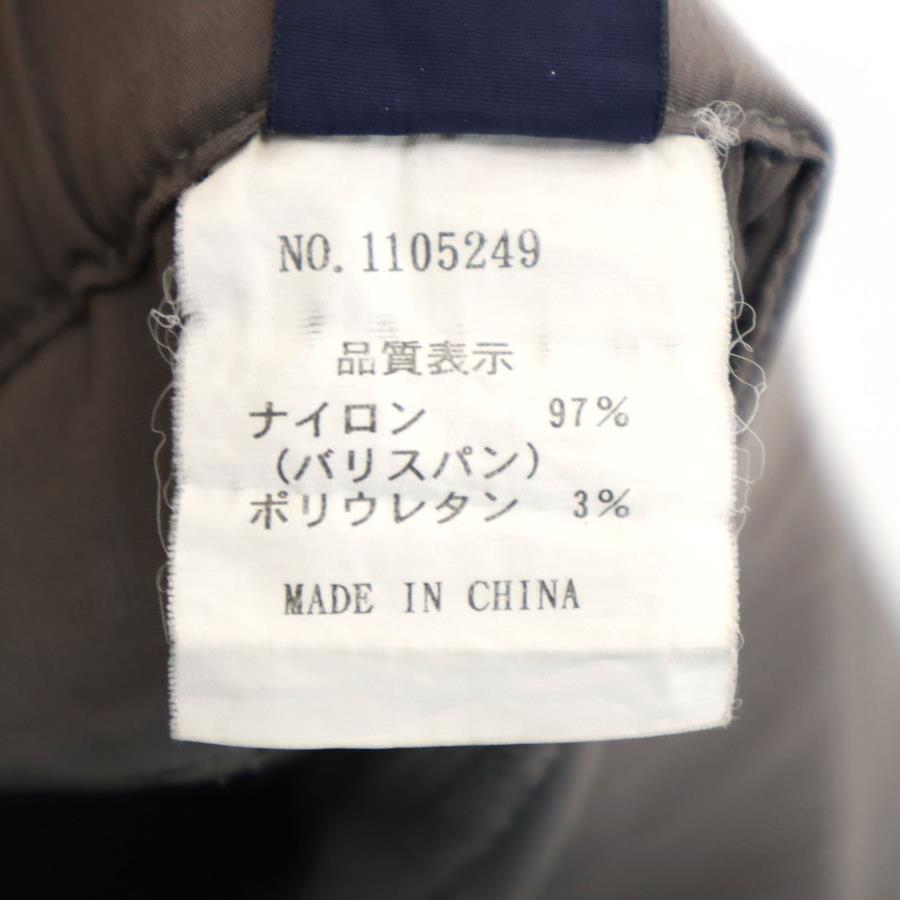 NO. 1105249
品質表示
ナイロン 97%
(バリスパン)
ポリウレタン 3%
MADE IN CHINA